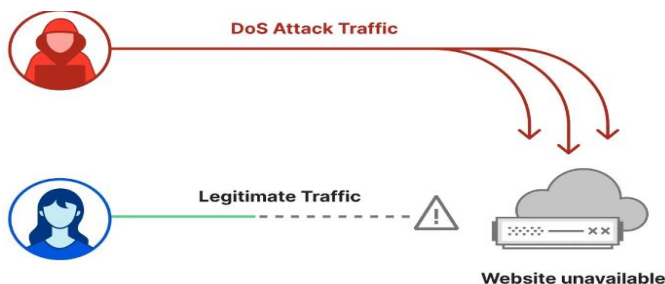 DoS Attack Traffic
Legitimate Traffic
Website unavailable